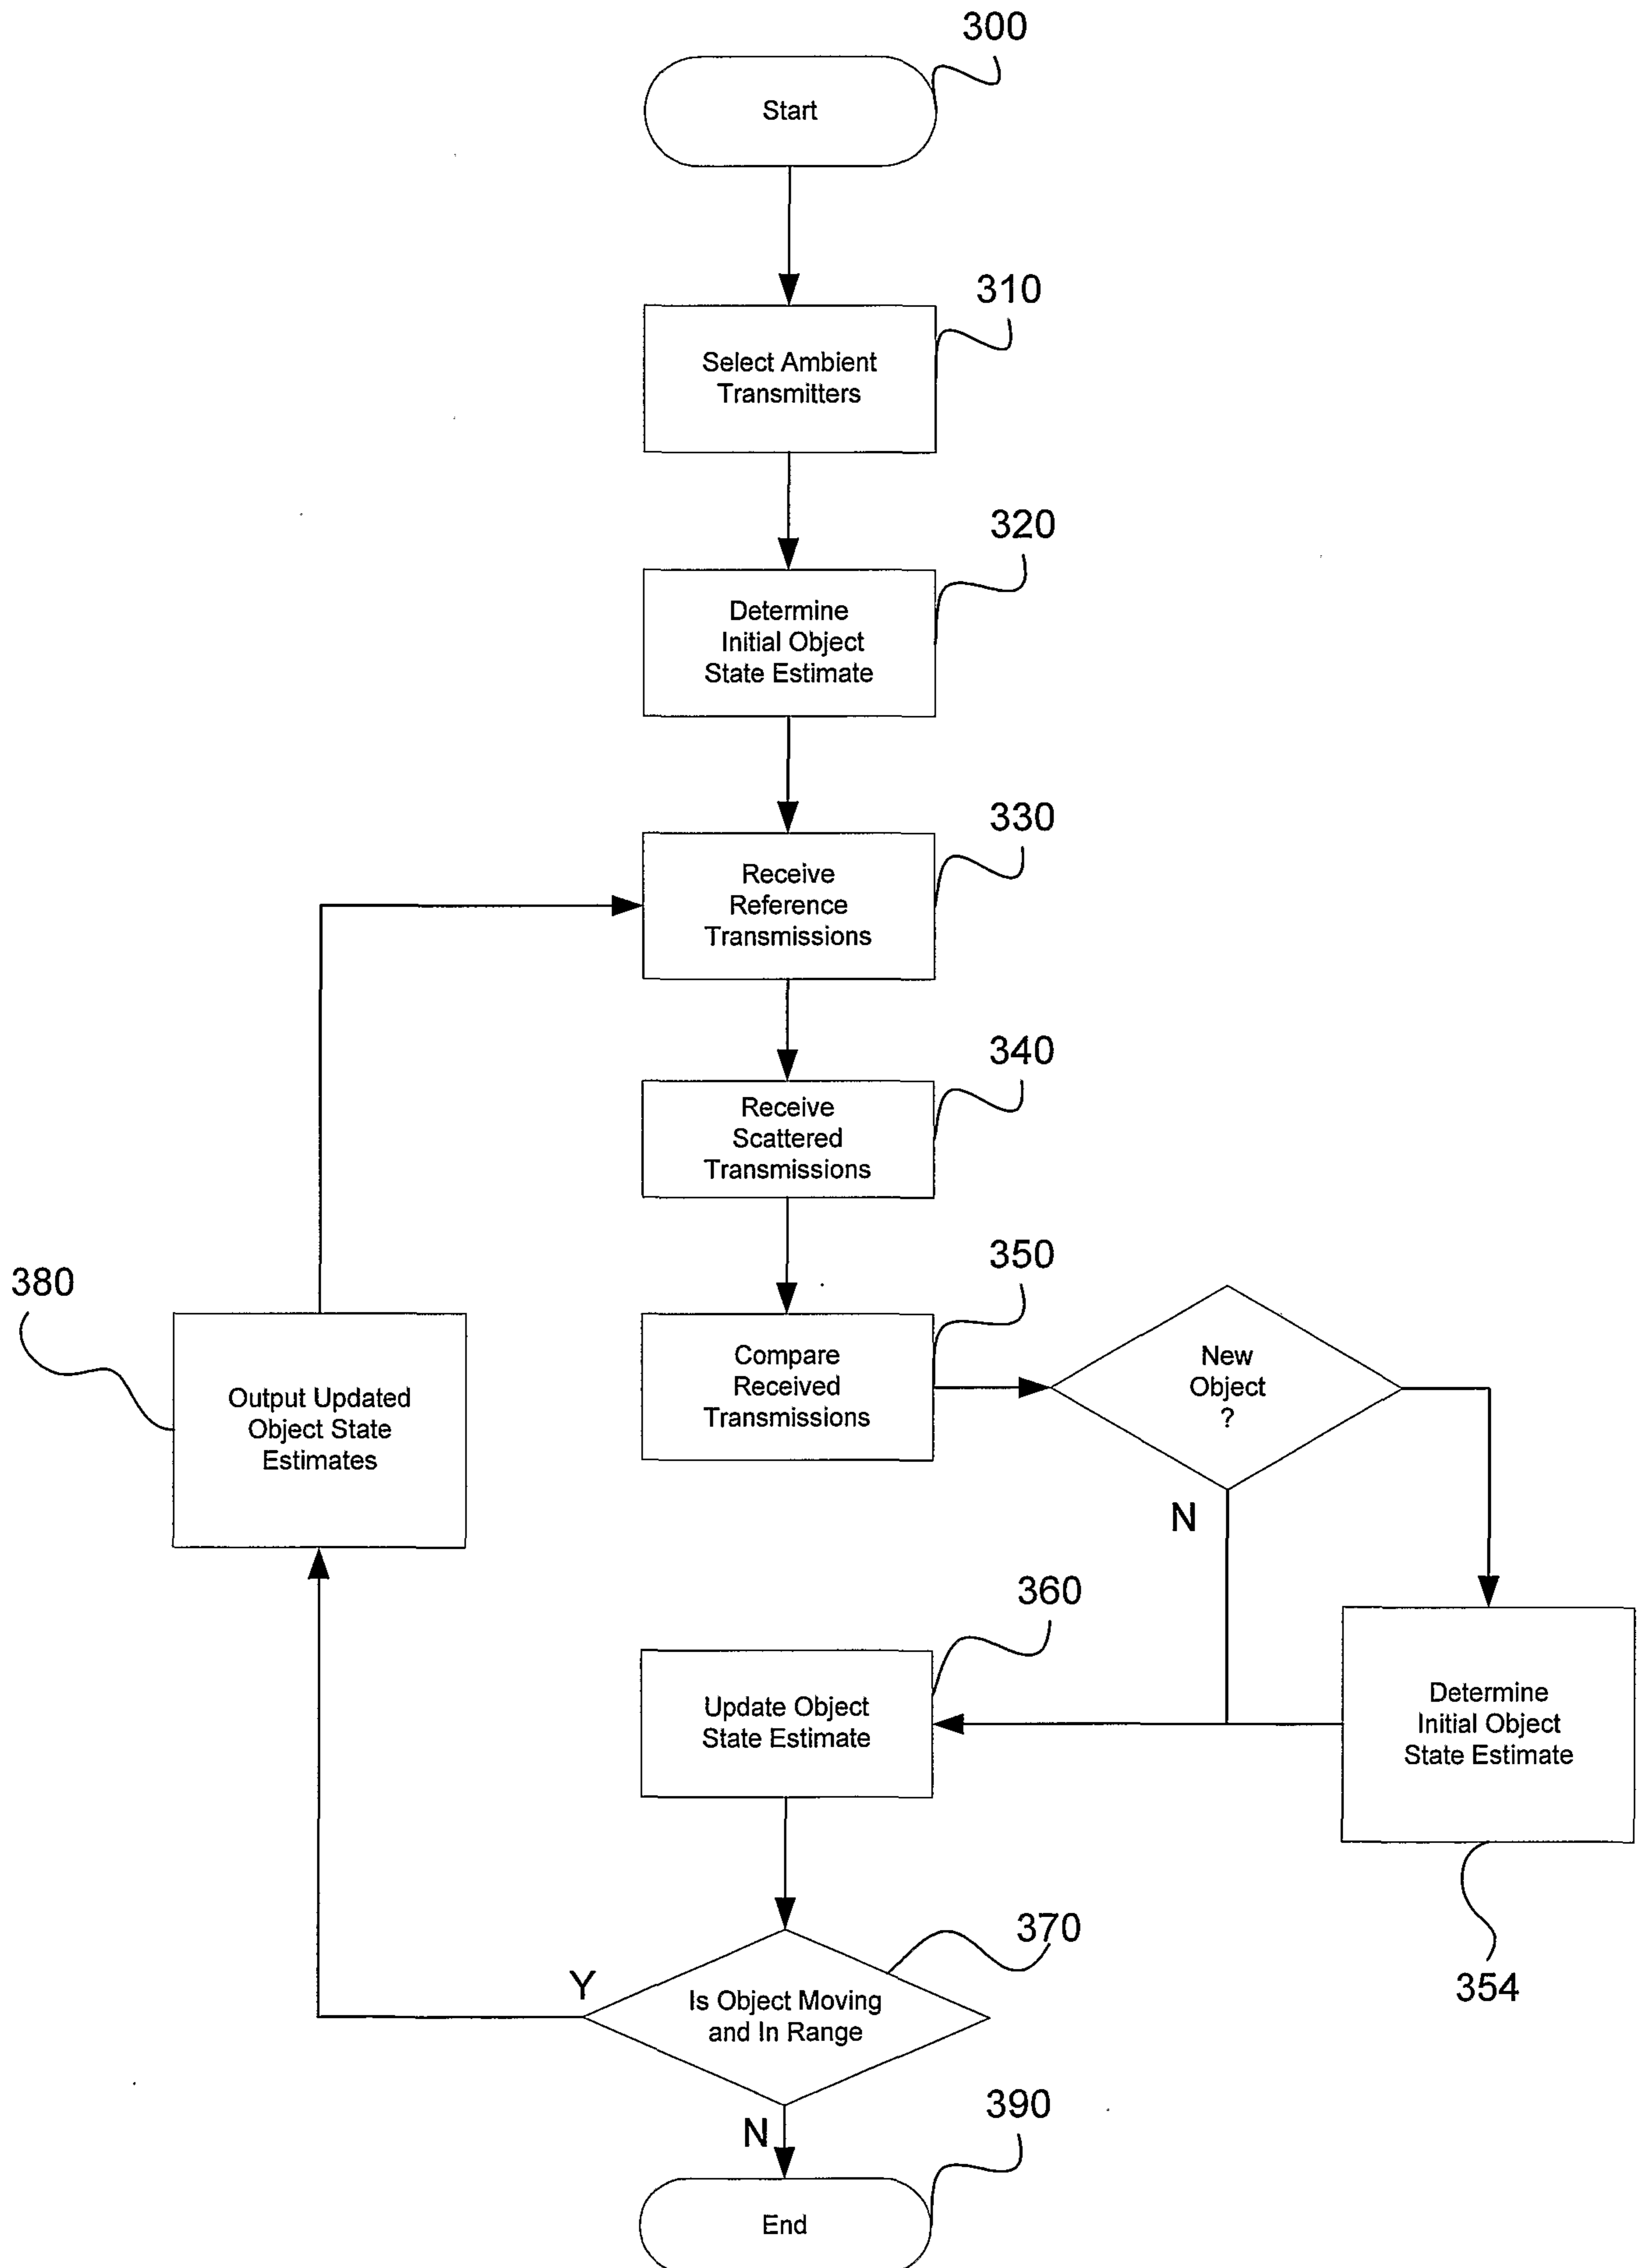 300
Start
310
Select Ambient
Transmitters
320
Determine
Initial Object
State Estimate
330
Receive
Reference
Transmissions
340
Receive
Scattered
Transmissions
350
Compare
Received
Transmissions
New
Object
?
N
380
Output Updated
Object State
Estimates
360
Update Object
State Estimate
Determine
Initial Object
State Estimate
354
370
Is Object Moving
and In Range
Y
N
390
End